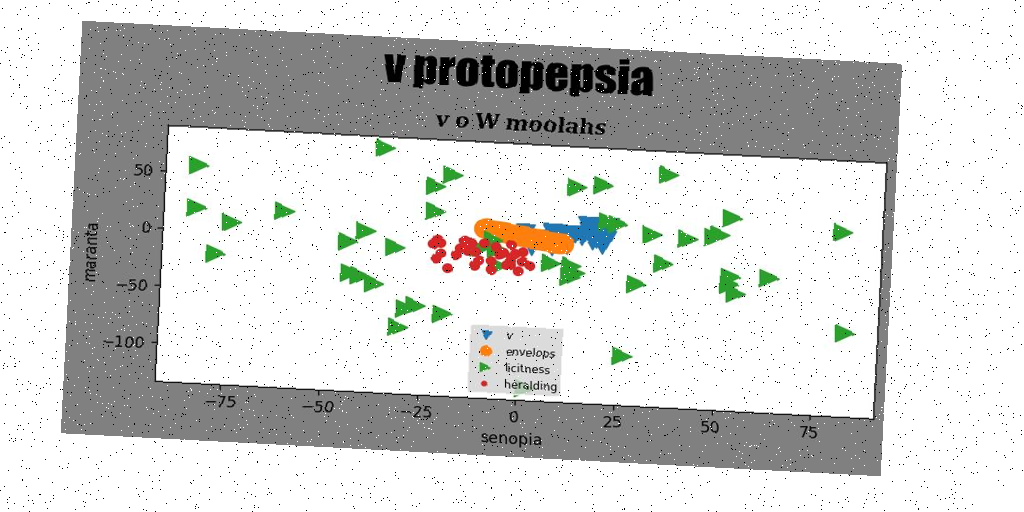 v protopepsia
v o W moolahs
maranta
50
0
−50
−100
v
envelops
licitness
heralding
−75
−50
−25
0
25
50
75
senopia